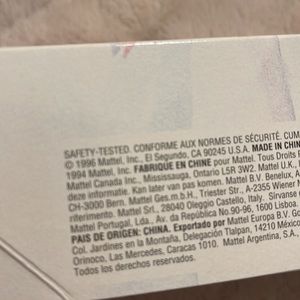 SAFETY-TESTED. CONFORME AUX NORMES DE SÉCURITÉ. CUM
© 1996 Mattel, Inc., El Segundo, CA 90245 U.S.A. MADE IN CHIN
1994 Mattel, Inc. FABRIQUÉ EN CHINE pour Mattel. Tous Droits
Mattel Canada Inc., Mississauga, Ontario L5R 3W2. Mattel U.K.,
deze informatie. Kan later van pas komen. Mattel B.V. Benelux,
CH-3000 Bern. Mattel Ges.m.b.H., Triester Str., A-2355 Wiener
riferimento. Mattel Srl., 28040 Oleggio Castello, Italy. Sírvanse
Mattel Portugal, Lda., Av. da República No.90-96, 1600 Lisboa.
PAIS DE ORIGEN: CHINA. Exportado por Mattel Europa B.V.
Col. Jardines en la Montaña, Delegación Tlalpan, 14210 México
Orinoco, Las Mercedes, Caracas 1010. Mattel Argentina, S.A.,
Todos los derechos reservados.